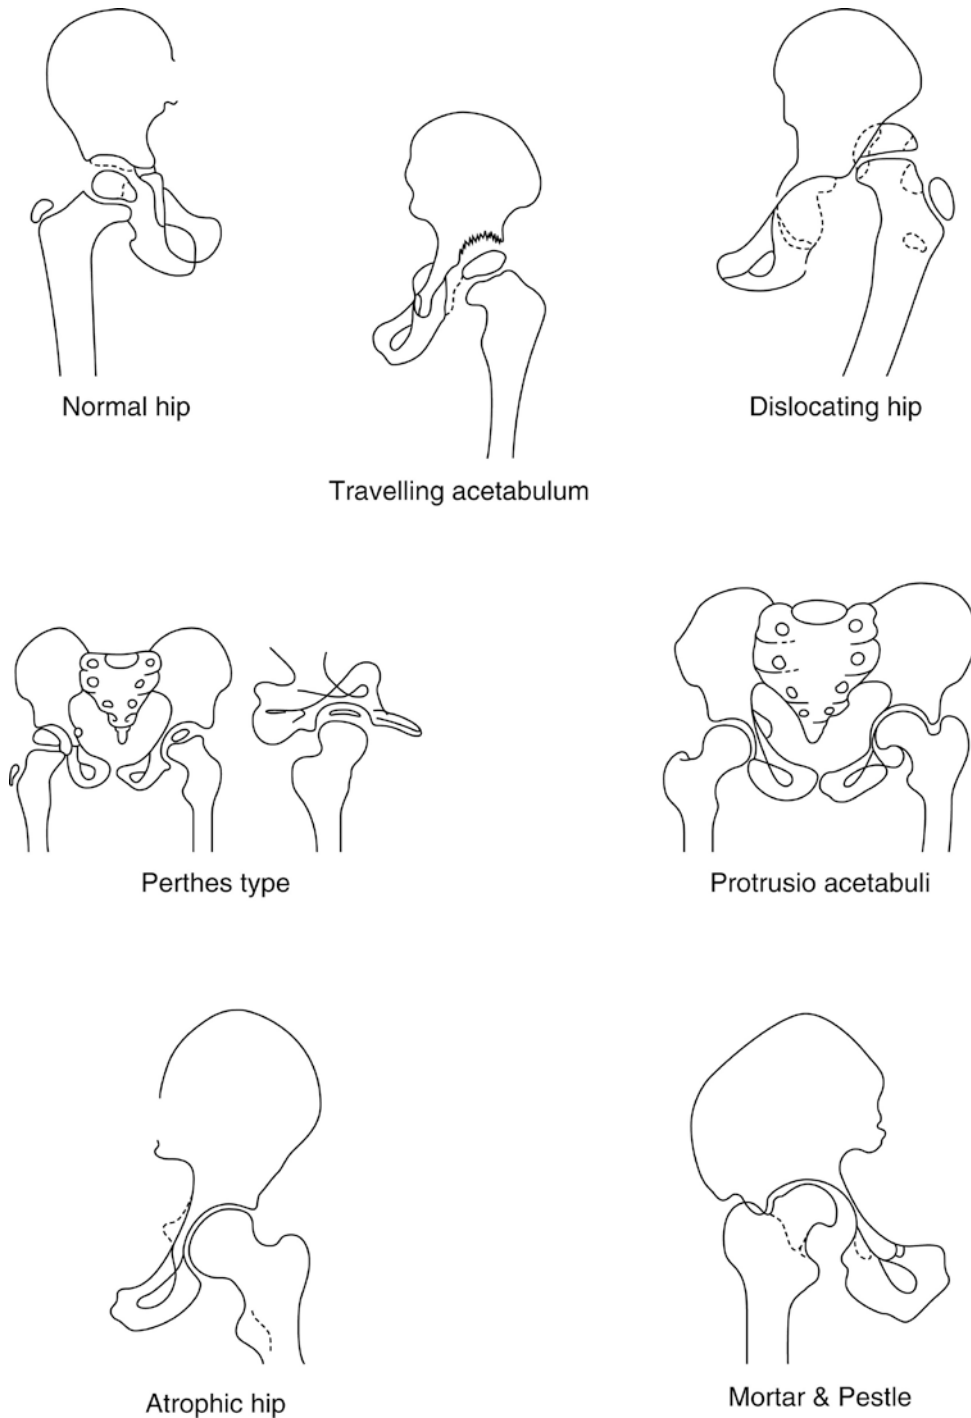 Normal hip
Dislocating hip
Travelling acetabulum
Perthes type
Protrusio acetabuli
Atrophic hip
Mortar & Pestle